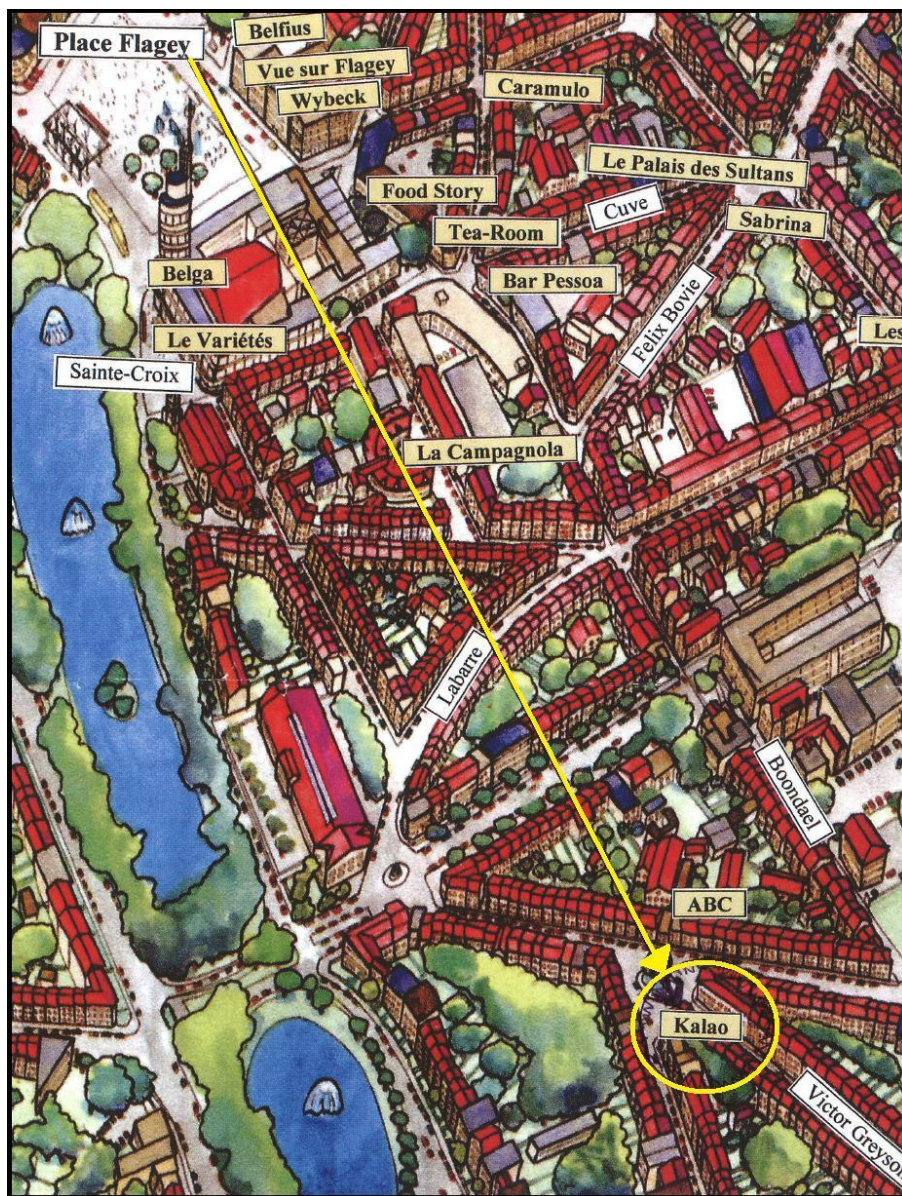 Belfius
Place Flagey
Vue sur Flagey
Caramulo
Wybeck
Le Palais des Sultans
Food Story
Cuve
Sabrina
Tea-Room
Belga
Bar Pessoa
Felix Bovie
Le Variétés
Les
Sainte-Croix
La Campagnola
Labarre
Boondael
ABC
Kalao
Victor Greyson